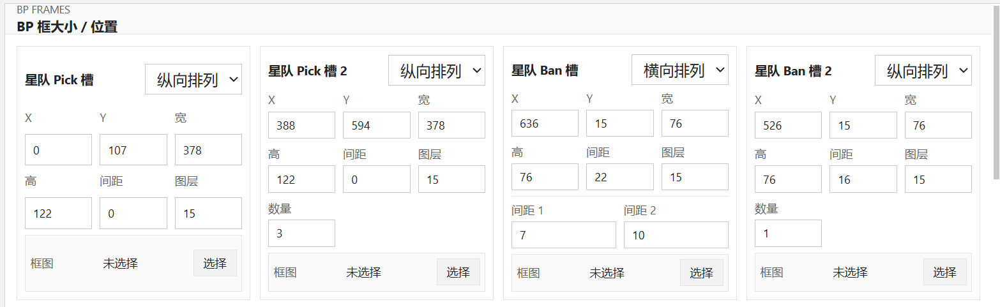 BP FRAMES
BP 框大小 / 位置
星队 Pick 槽
纵向排列
X
Y
宽
0
107
378
高
间距
图层
122
0
15
框图
未选择
选择
星队 Pick 槽 2
纵向排列
X
Y
宽
388
594
378
高
间距
图层
122
0
15
数量
3
框图
未选择
选择
星队 Ban 槽
横向排列
X
Y
宽
636
15
76
高
间距
图层
76
22
15
间距 1
间距 2
7
10
框图
未选择
选择
星队 Ban 槽 2
纵向排列
X
Y
宽
526
15
76
高
间距
图层
76
16
15
数量
1
框图
未选择
选择